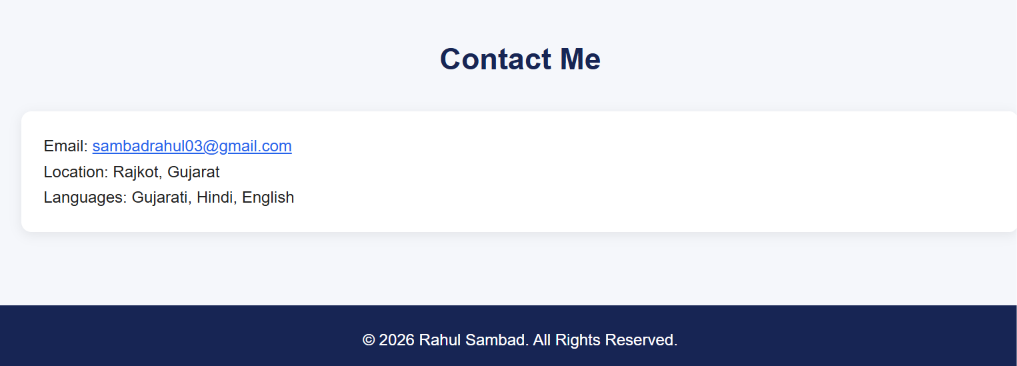 Contact Me
Email: sambadrahul03@gmail.com
Location: Rajkot, Gujarat
Languages: Gujarati, Hindi, English
© 2026 Rahul Sambad. All Rights Reserved.